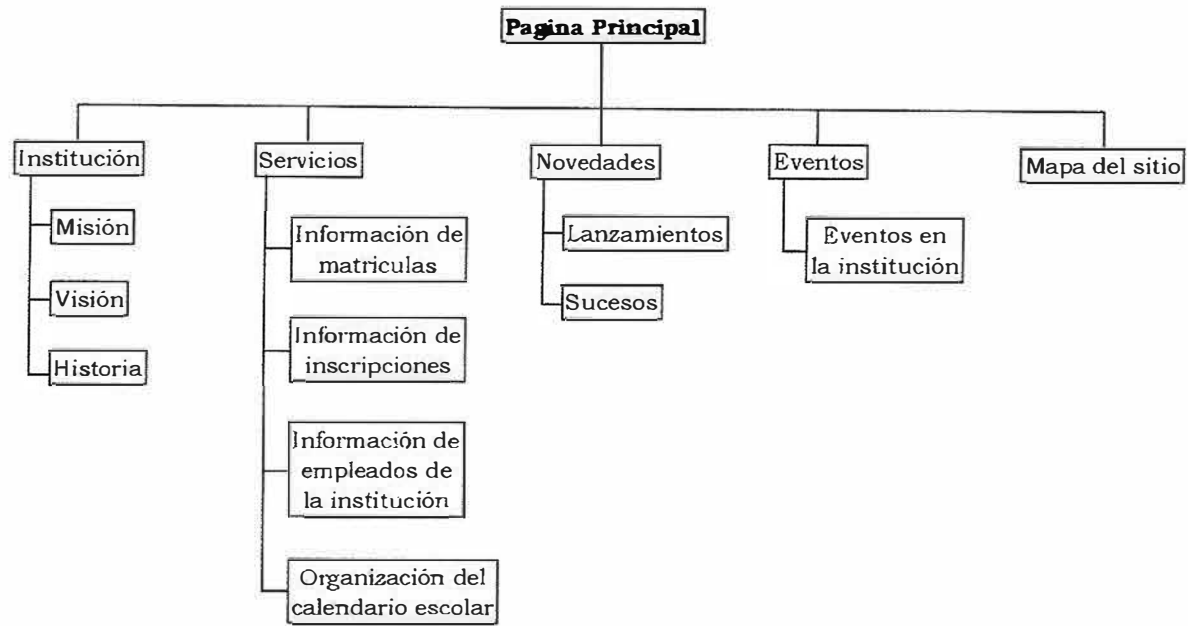 Pagina Principal
Institución
Misión
Visión
Historia
Servicios
Información de
matriculas
Información de
inscripciones
Información de
empleados de
la institución
Organización del
calendario escolar
Novedades
Lanzamientos
Sucesos
Eventos
Eventos en
la institución
Mapa del sitio